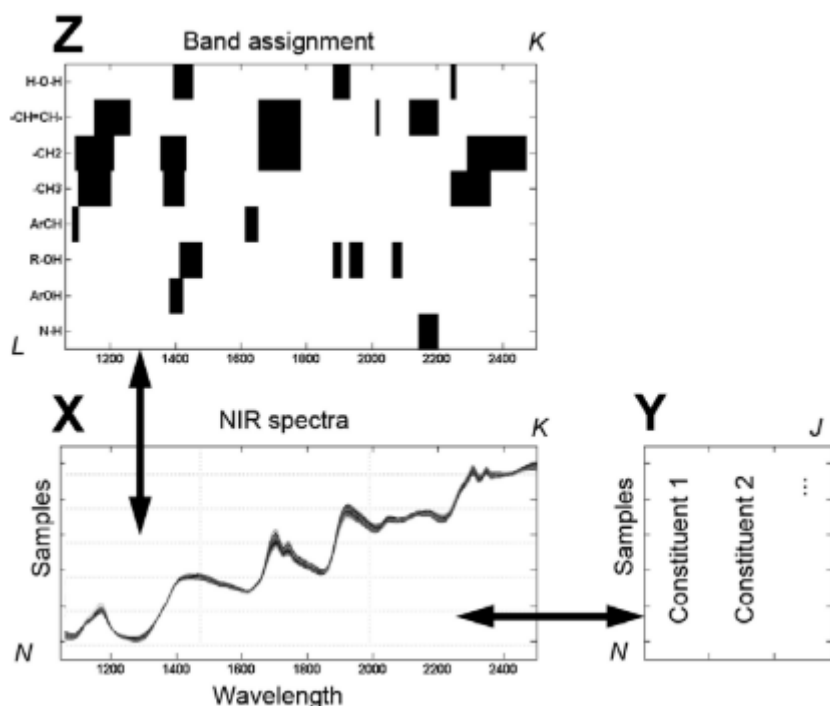 Z Band assignment K
H-O-H
-CH=CH-
-CH2
-CH3
ArCH
R-OH
ArOH
N-H
L
1200 1400 1600 1800 2000 2200 2400
X NIR spectra K
Y J
Samples
N
1200 1400 1600 1800 2000 2200 2400
Wavelength
Samples
Constituent 1
Constituent 2
...
N